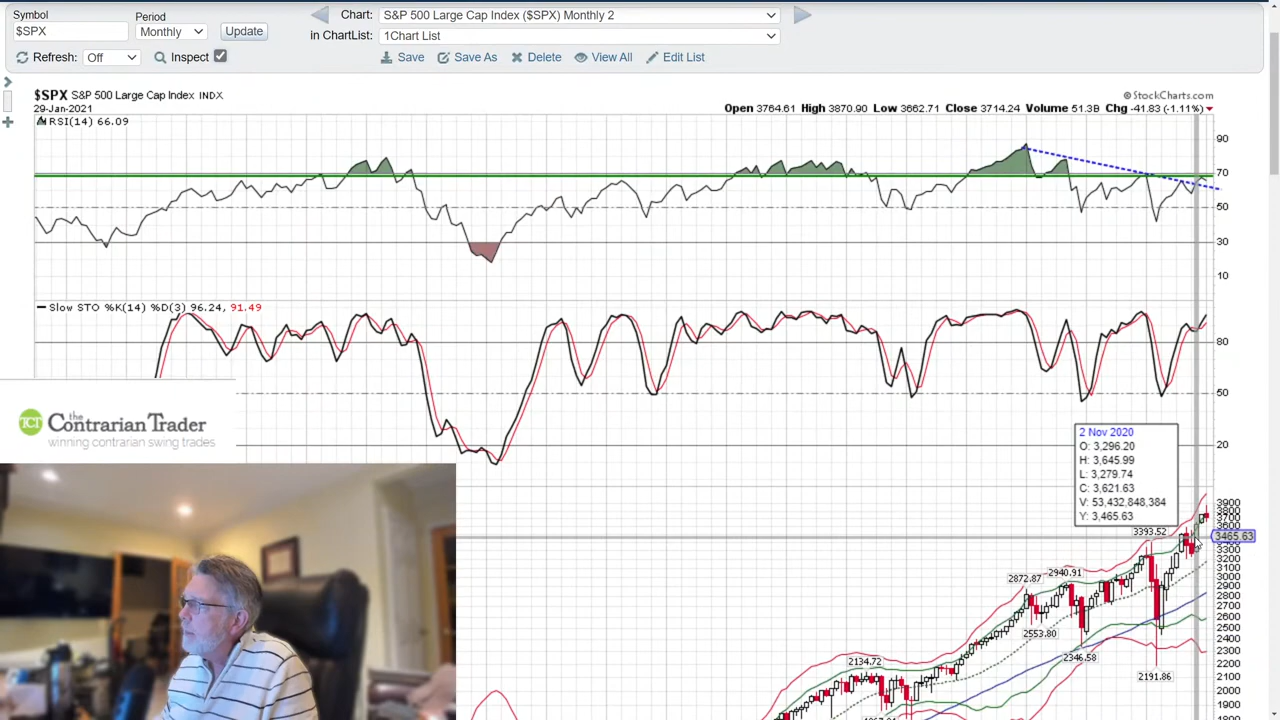 Symbol
$SPX
Period
Monthly
Update
Chart:
S&P 500 Large Cap Index ($SPX) Monthly 2
in ChartList:
1Chart List
Refresh:
Off
Inspect
Save
Save As
Delete
View All
Edit List
$SPX S&P 500 Large Cap Index INDX
© StockCharts.com
29-Jan-2021
Open 3764.61 High 3870.90 Low 3662.71 Close 3714.24 Volume 51.3B Chg -41.83 (-1.11%)
RSI(14) 66.09
90
70
50
30
10
Slow STO %K(14) %D(3) 96.24, 91.49
80
50
20
TCT
the
Contrarian Trader
winning contrarian swing trades
2 Nov 2020
O: 3,296.20
H: 3,645.99
L: 3,279.74
C: 3,621.63
V: 53,432,848,384
Y: 3,465.63
3393.52
2872.87
2940.91
2553.80
2346.58
2134.72
2191.86
3900
3800
3700
3600
3465.63
3300
3200
3100
3000
2900
2800
2700
2600
2500
2400
2300
2200
2100
2000
1900